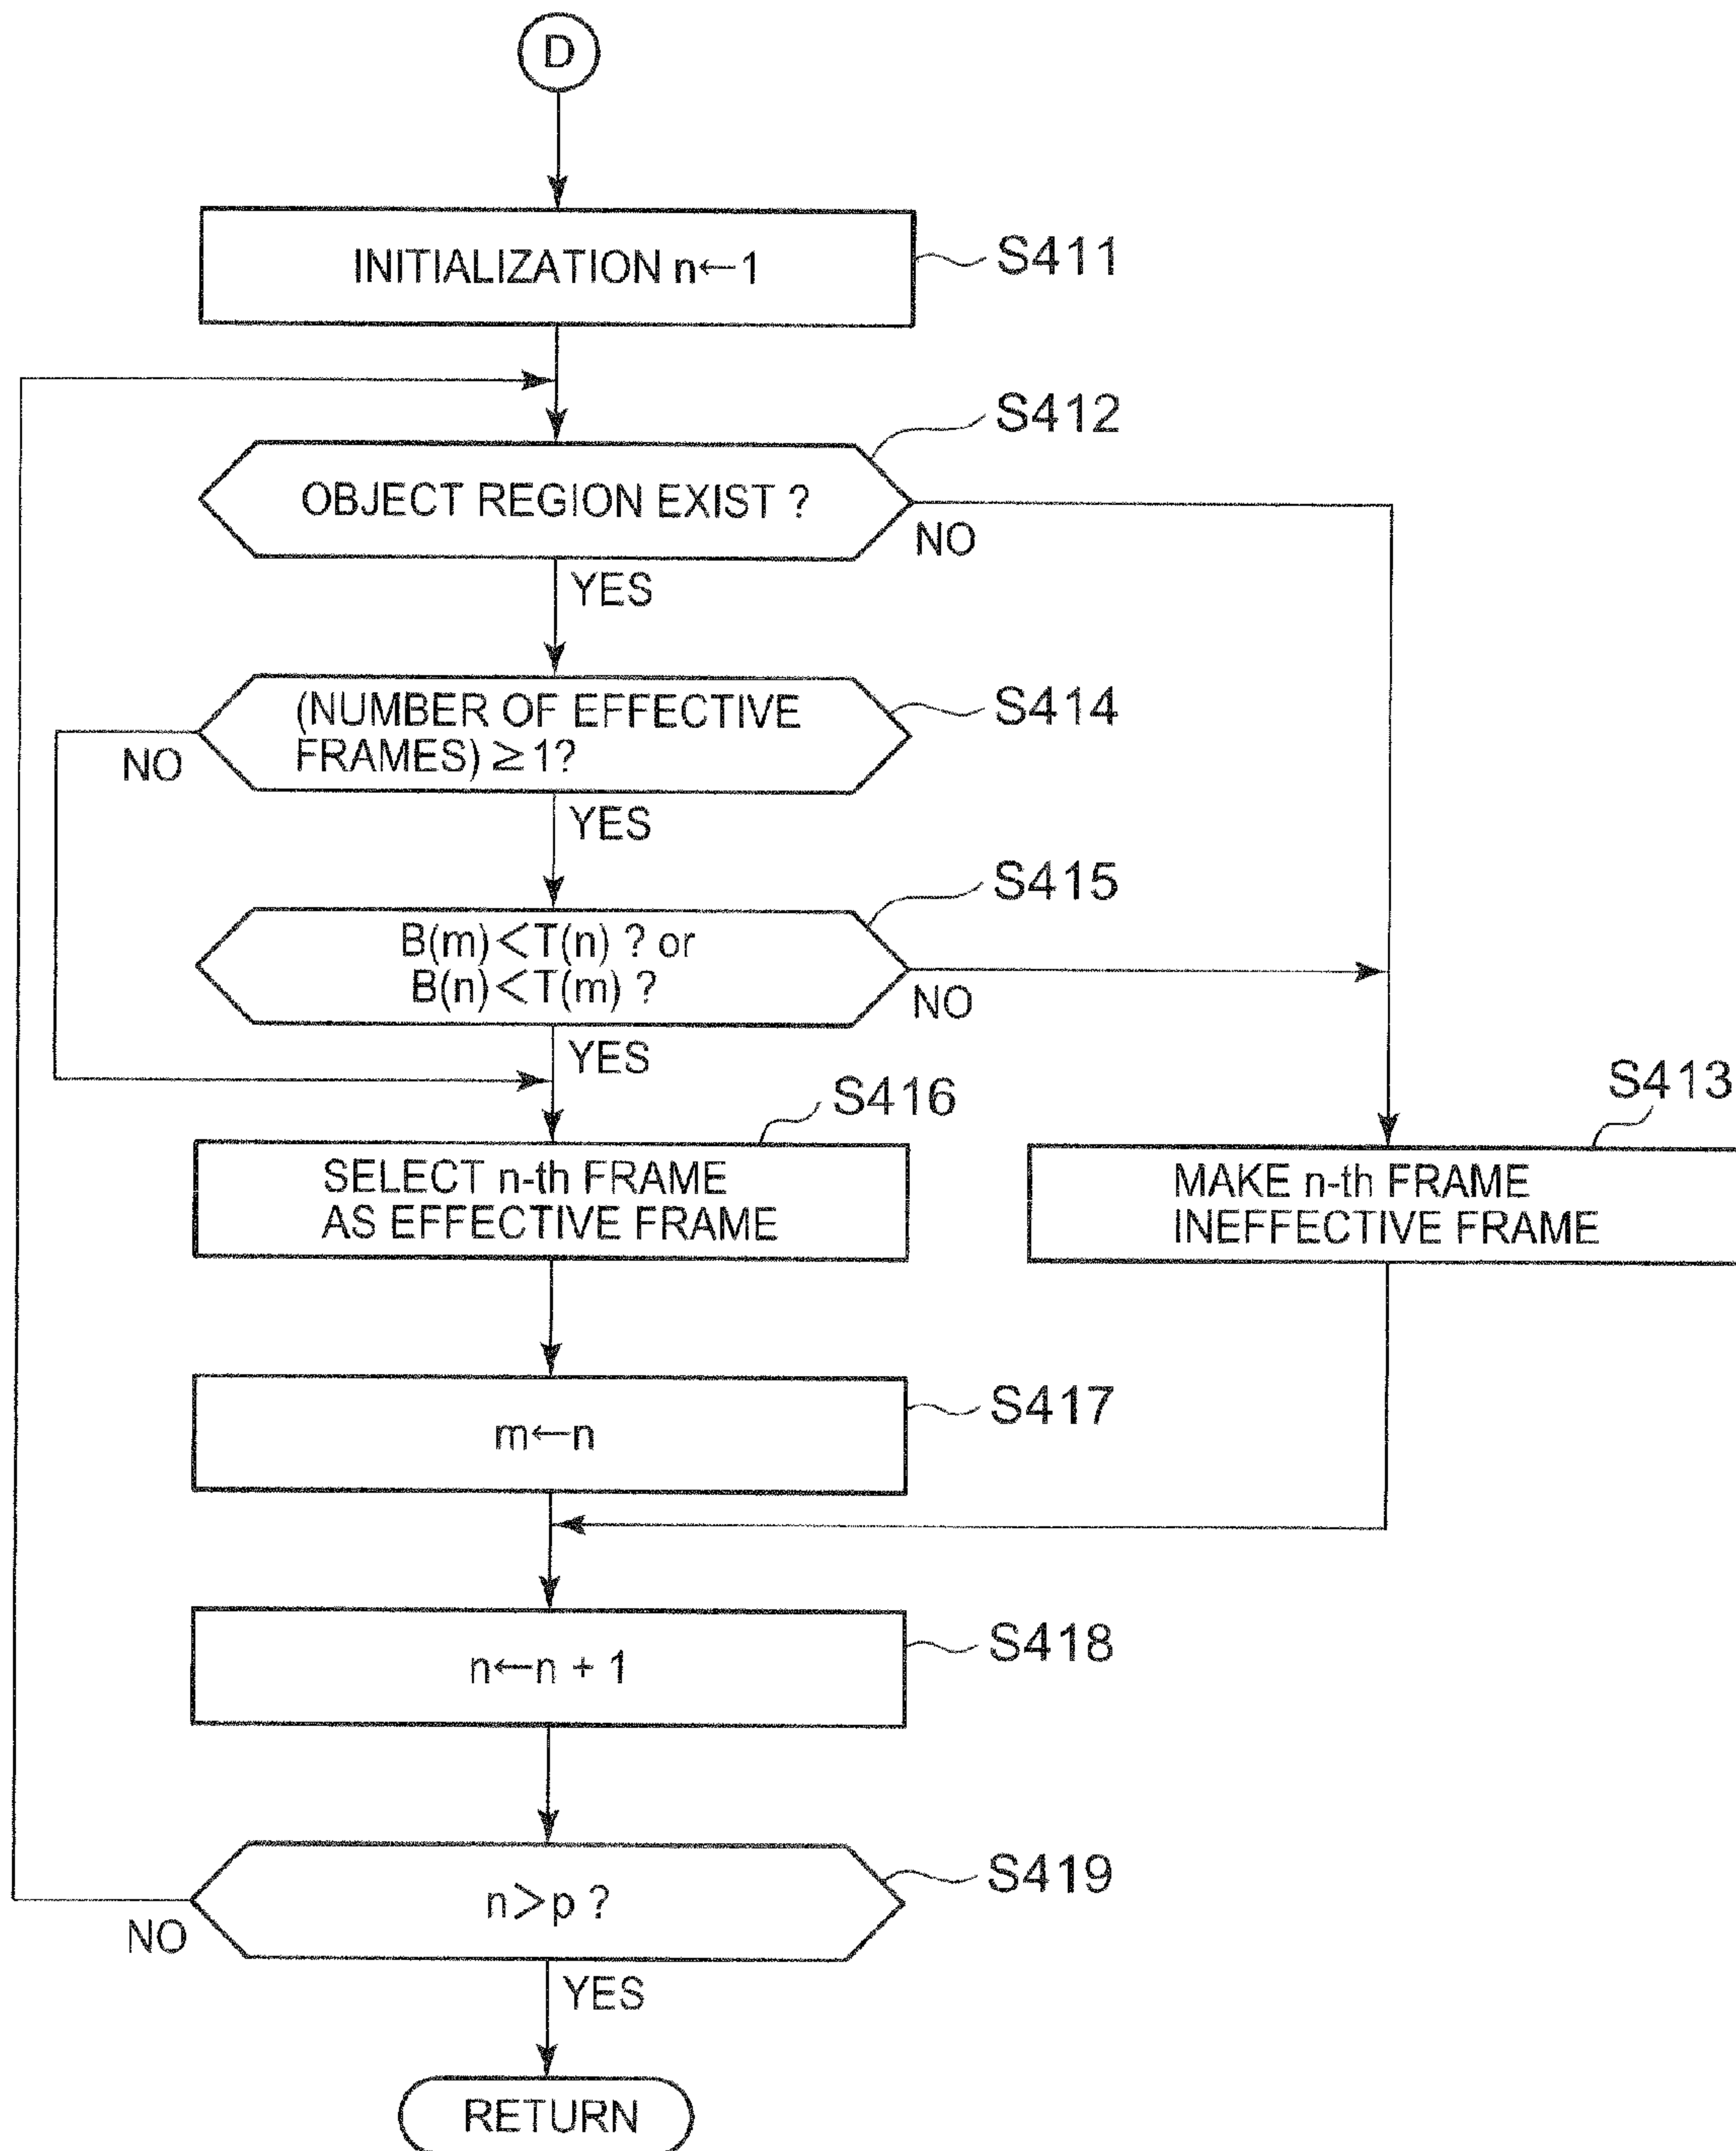 D
INITIALIZATION n←1
S411
S412
OBJECT REGION EXIST ?
NO
YES
(NUMBER OF EFFECTIVE
FRAMES) ≥ 1?
S414
NO
YES
S415
B(m)<T(n) ? or
B(n)<T(m) ?
NO
YES
S416
S413
SELECT n-th FRAME
AS EFFECTIVE FRAME
MAKE n-th FRAME
INEFFECTIVE FRAME
S417
m←n
S418
n←n + 1
S419
n>p ?
NO
YES
RETURN